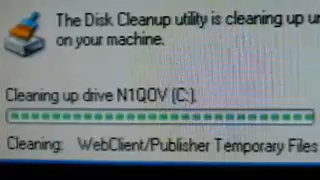 The Disk Cleanup utility is cleaning up
on your machine.
Cleaning up drive N1QOV (C:).
Cleaning: WebClient/Publisher Temporary Files